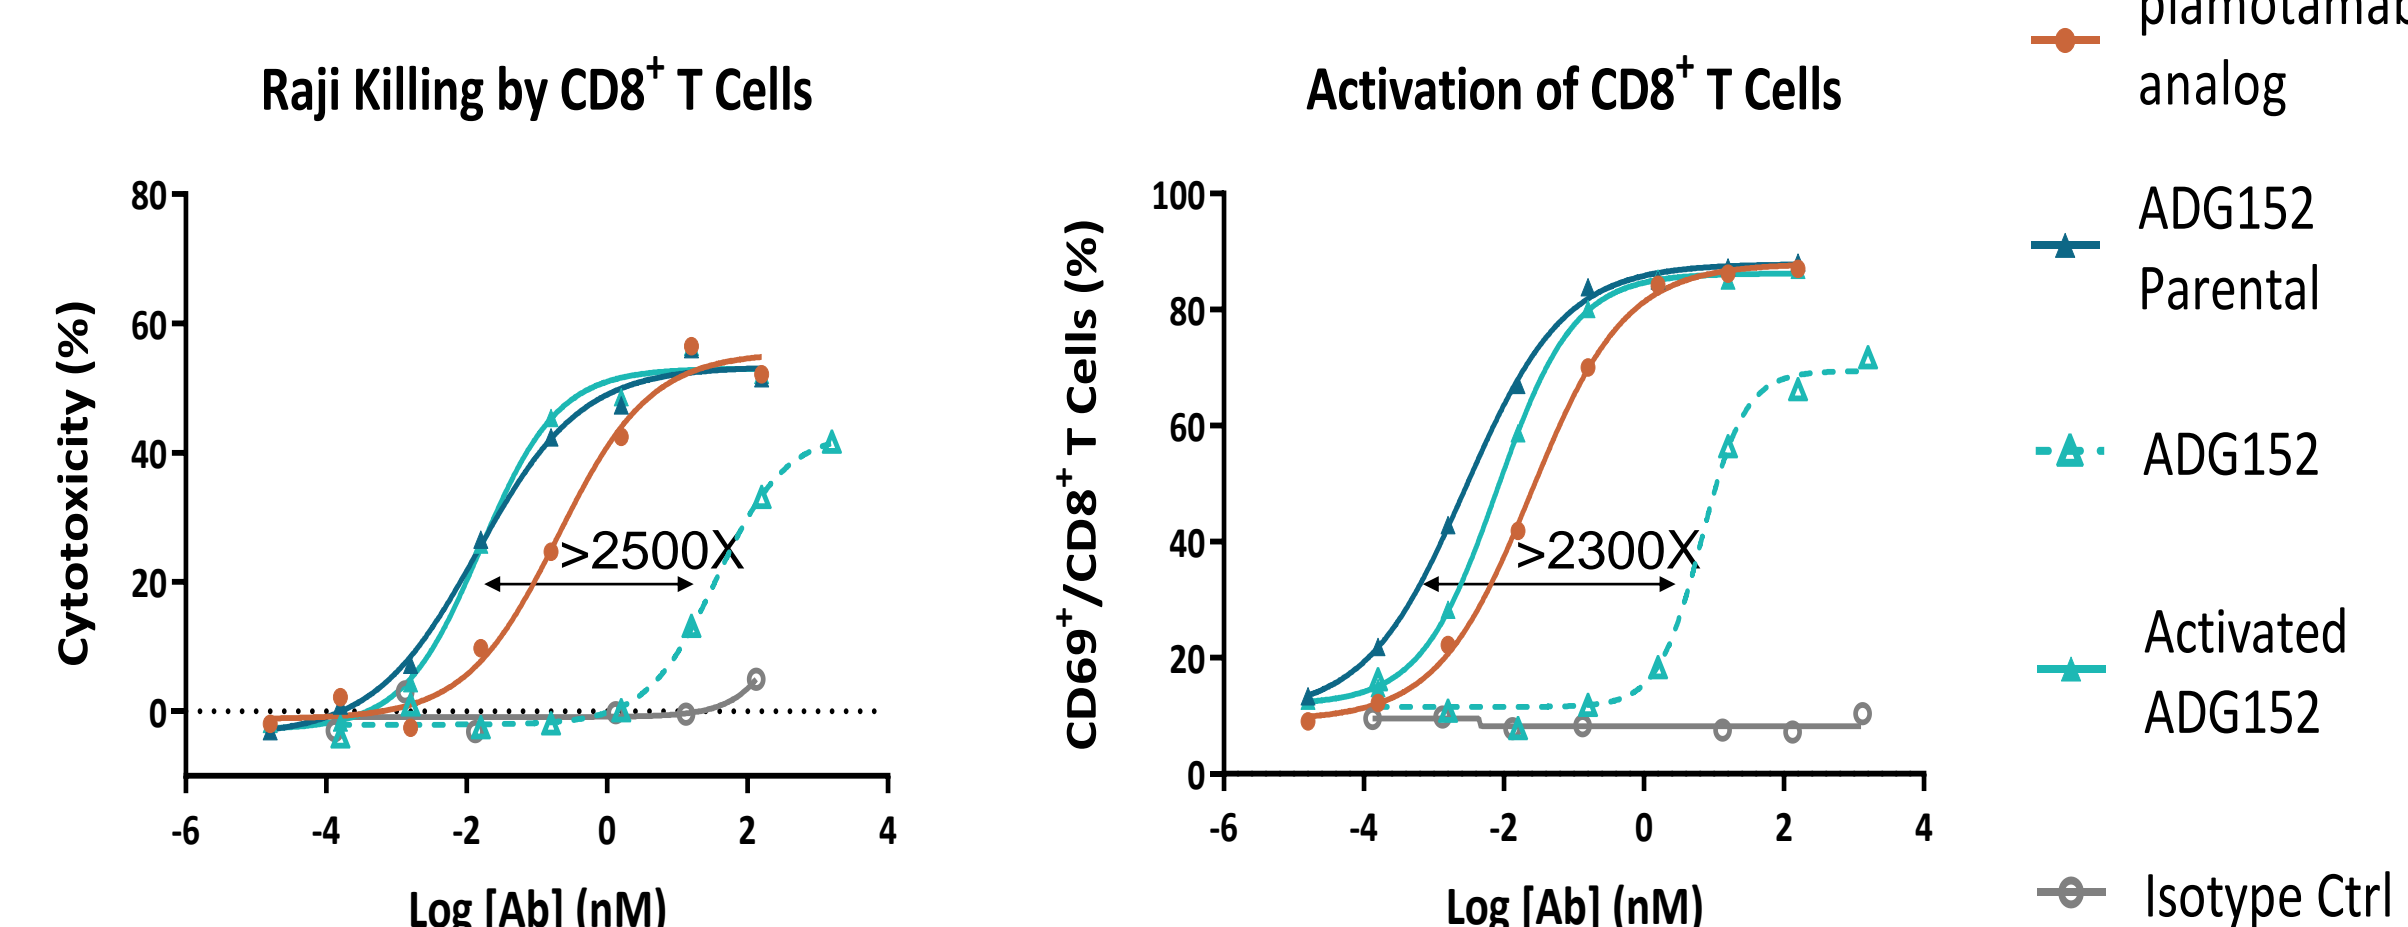 Raji Killing by CD8+ T Cells
80
60
40
20
0
Cytotoxicity (%)
>2500X
-6 -4 -2 0 2 4
Log [Ab] (nM)
Activation of CD8+ T Cells
100
80
60
40
20
0
CD69+/CD8+ T Cells (%)
>2300X
-6 -4 -2 0 2 4
Log [Ab] (nM)
plamotamab
analog
ADG152
Parental
ADG152
Activated
ADG152
Isotype Ctrl